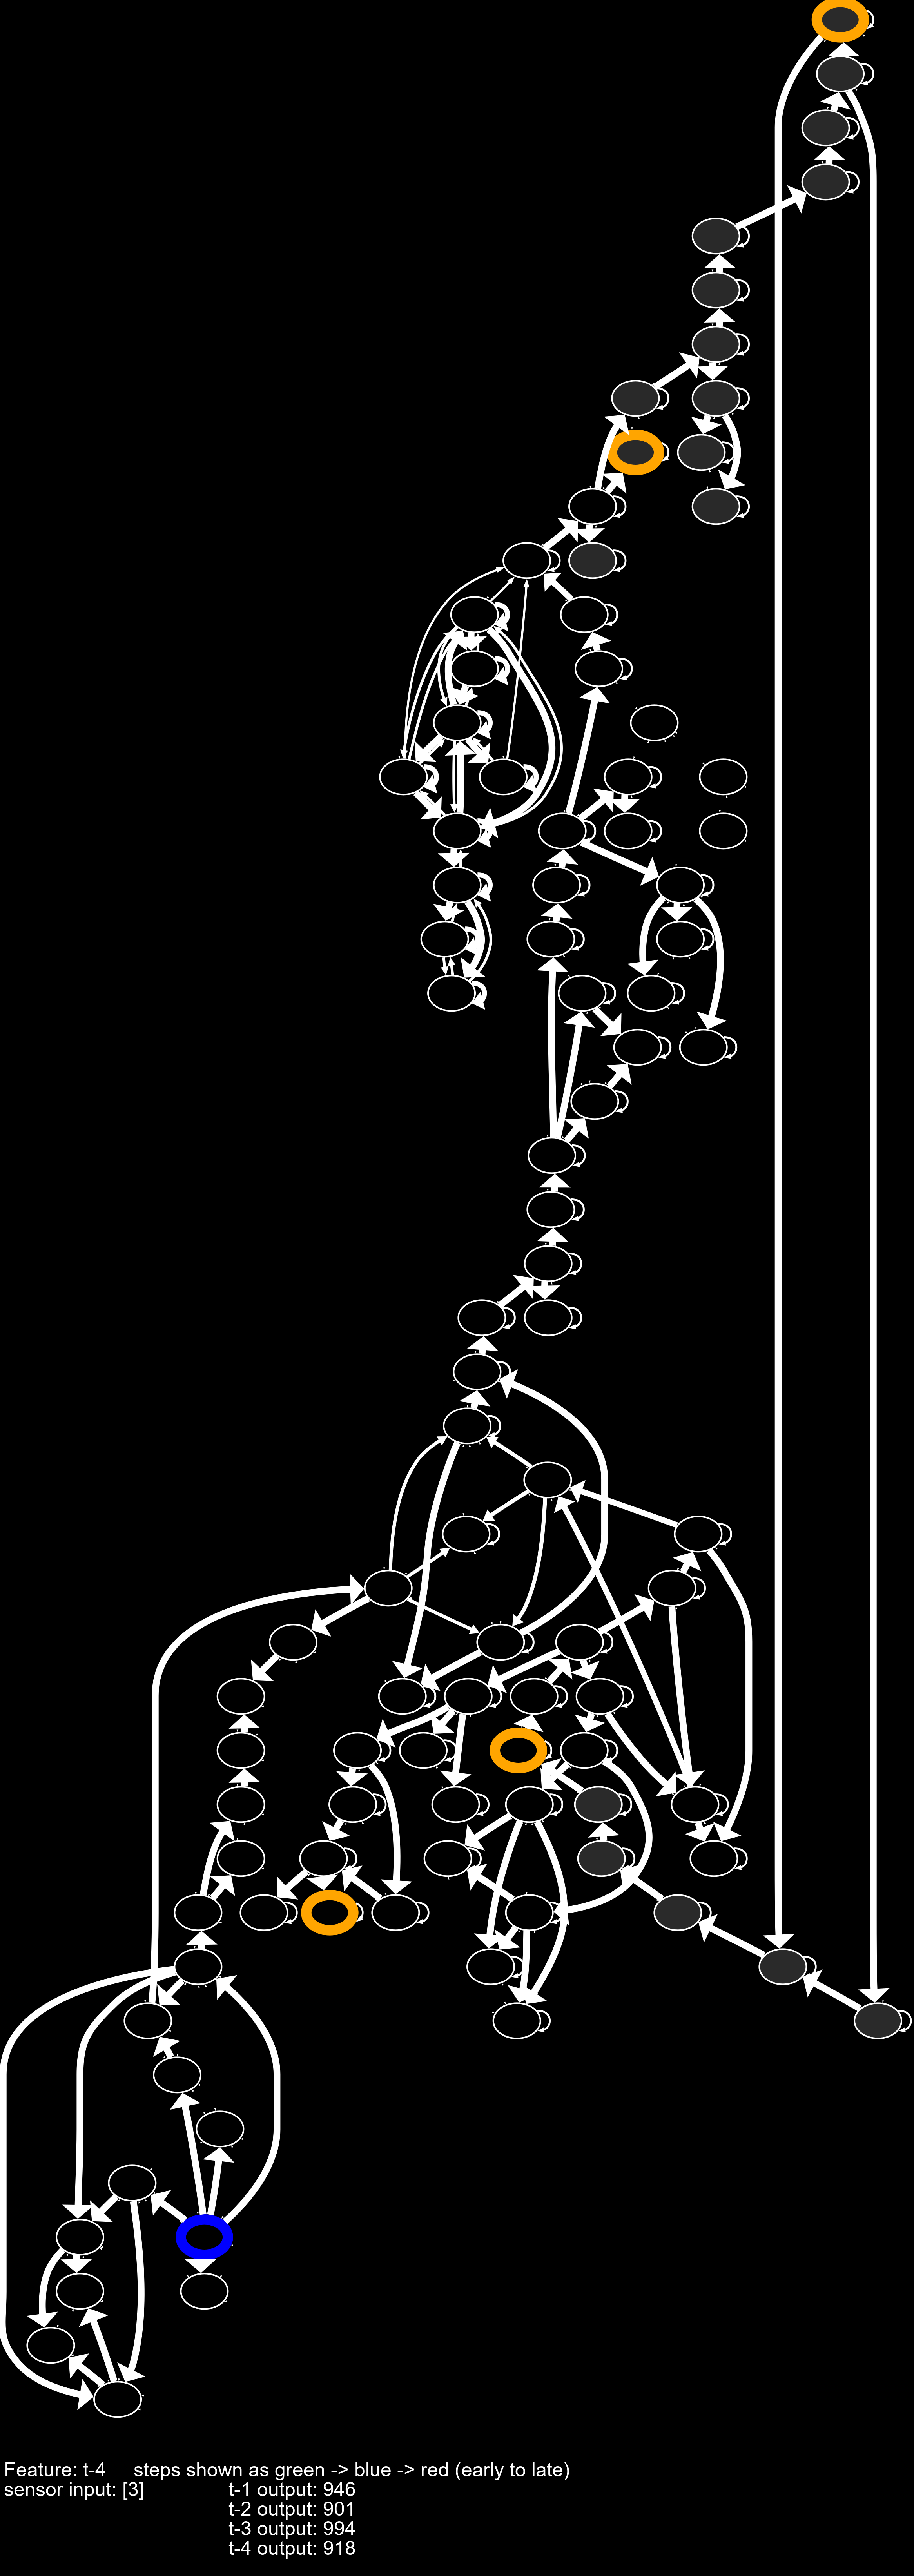 Feature: t-4 steps shown as green -> blue -> red (early to late)
sensor input: [3] t-1 output: 946
t-2 output: 901
t-3 output: 994
t-4 output: 918